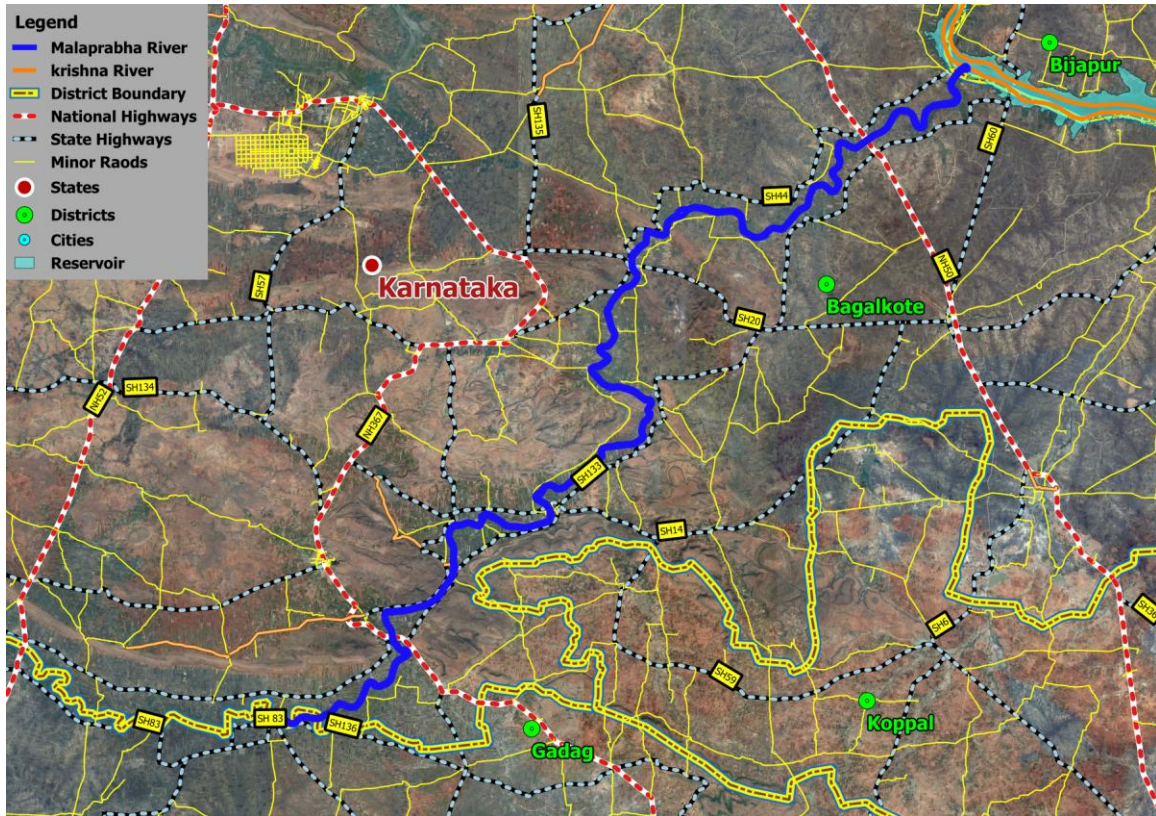 Legend
Malaprabha River
krishna River
District Boundary
National Highways
State Highways
Minor Raods
States
Districts
Cities
Reservoir
Bijapur
SH135
SH60
SH44
NH50
SH57
Karnataka
Bagalkote
SH20
SH134
NH52
NH367
SH135
SH14
SH36
SH6
SH59
Koppal
SH83
SH 83
SH136
Gadag